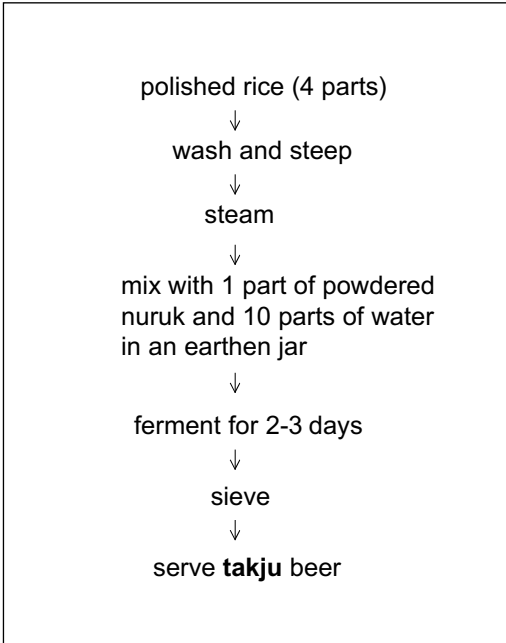 polished rice (4 parts)
↓
wash and steep
↓
steam
↓
mix with 1 part of powdered
nuruk and 10 parts of water
in an earthen jar
↓
ferment for 2-3 days
↓
sieve
↓
serve takju beer